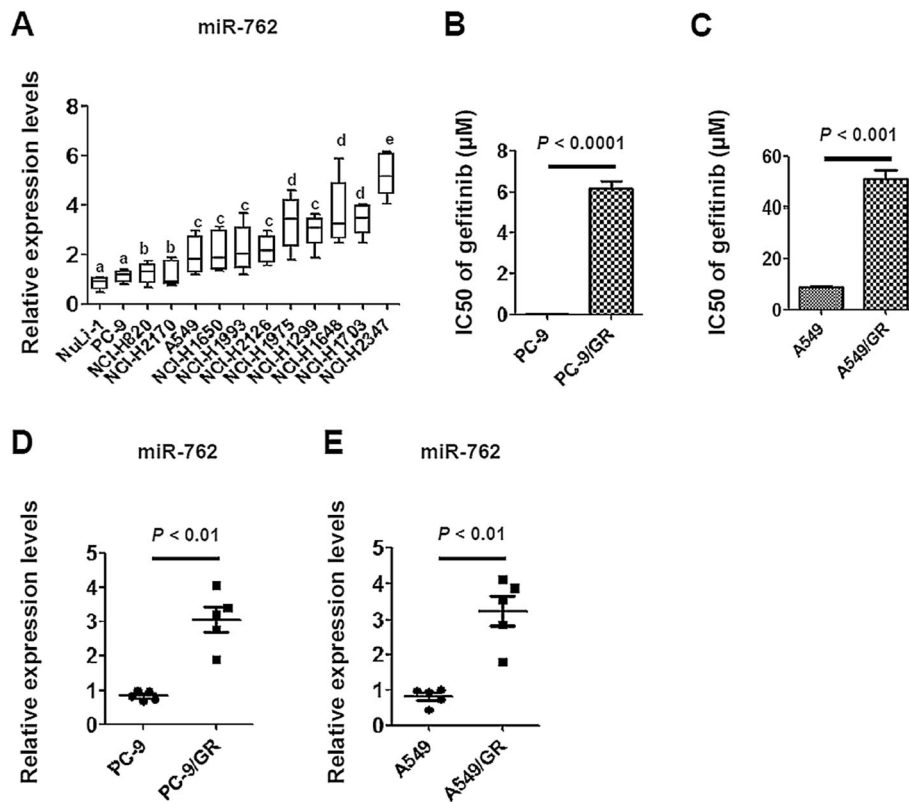 A
miR-762
Relative expression levels
8
6
4
2
0
a
a
b
b
c
c
c
c
d
c
d
d
e
NuLi-1
PC-9
NCI-H820
NCI-H2170
A549
NCI-H1650
NCI-H1993
NCI-H2126
NCI-H1975
NCI-H1299
NCI-H1648
NCI-H1703
NCI-H2347
B
IC50 of gefitinib (μM)
P < 0.0001
8
6
4
2
0
PC-9
PC-9/GR
C
IC50 of gefitinib (μM)
P < 0.001
60
40
20
0
A549
A549/GR
D
miR-762
Relative expression levels
P < 0.01
5
4
3
2
1
0
PC-9
PC-9/GR
E
miR-762
Relative expression levels
P < 0.01
5
4
3
2
1
0
A549
A549/GR